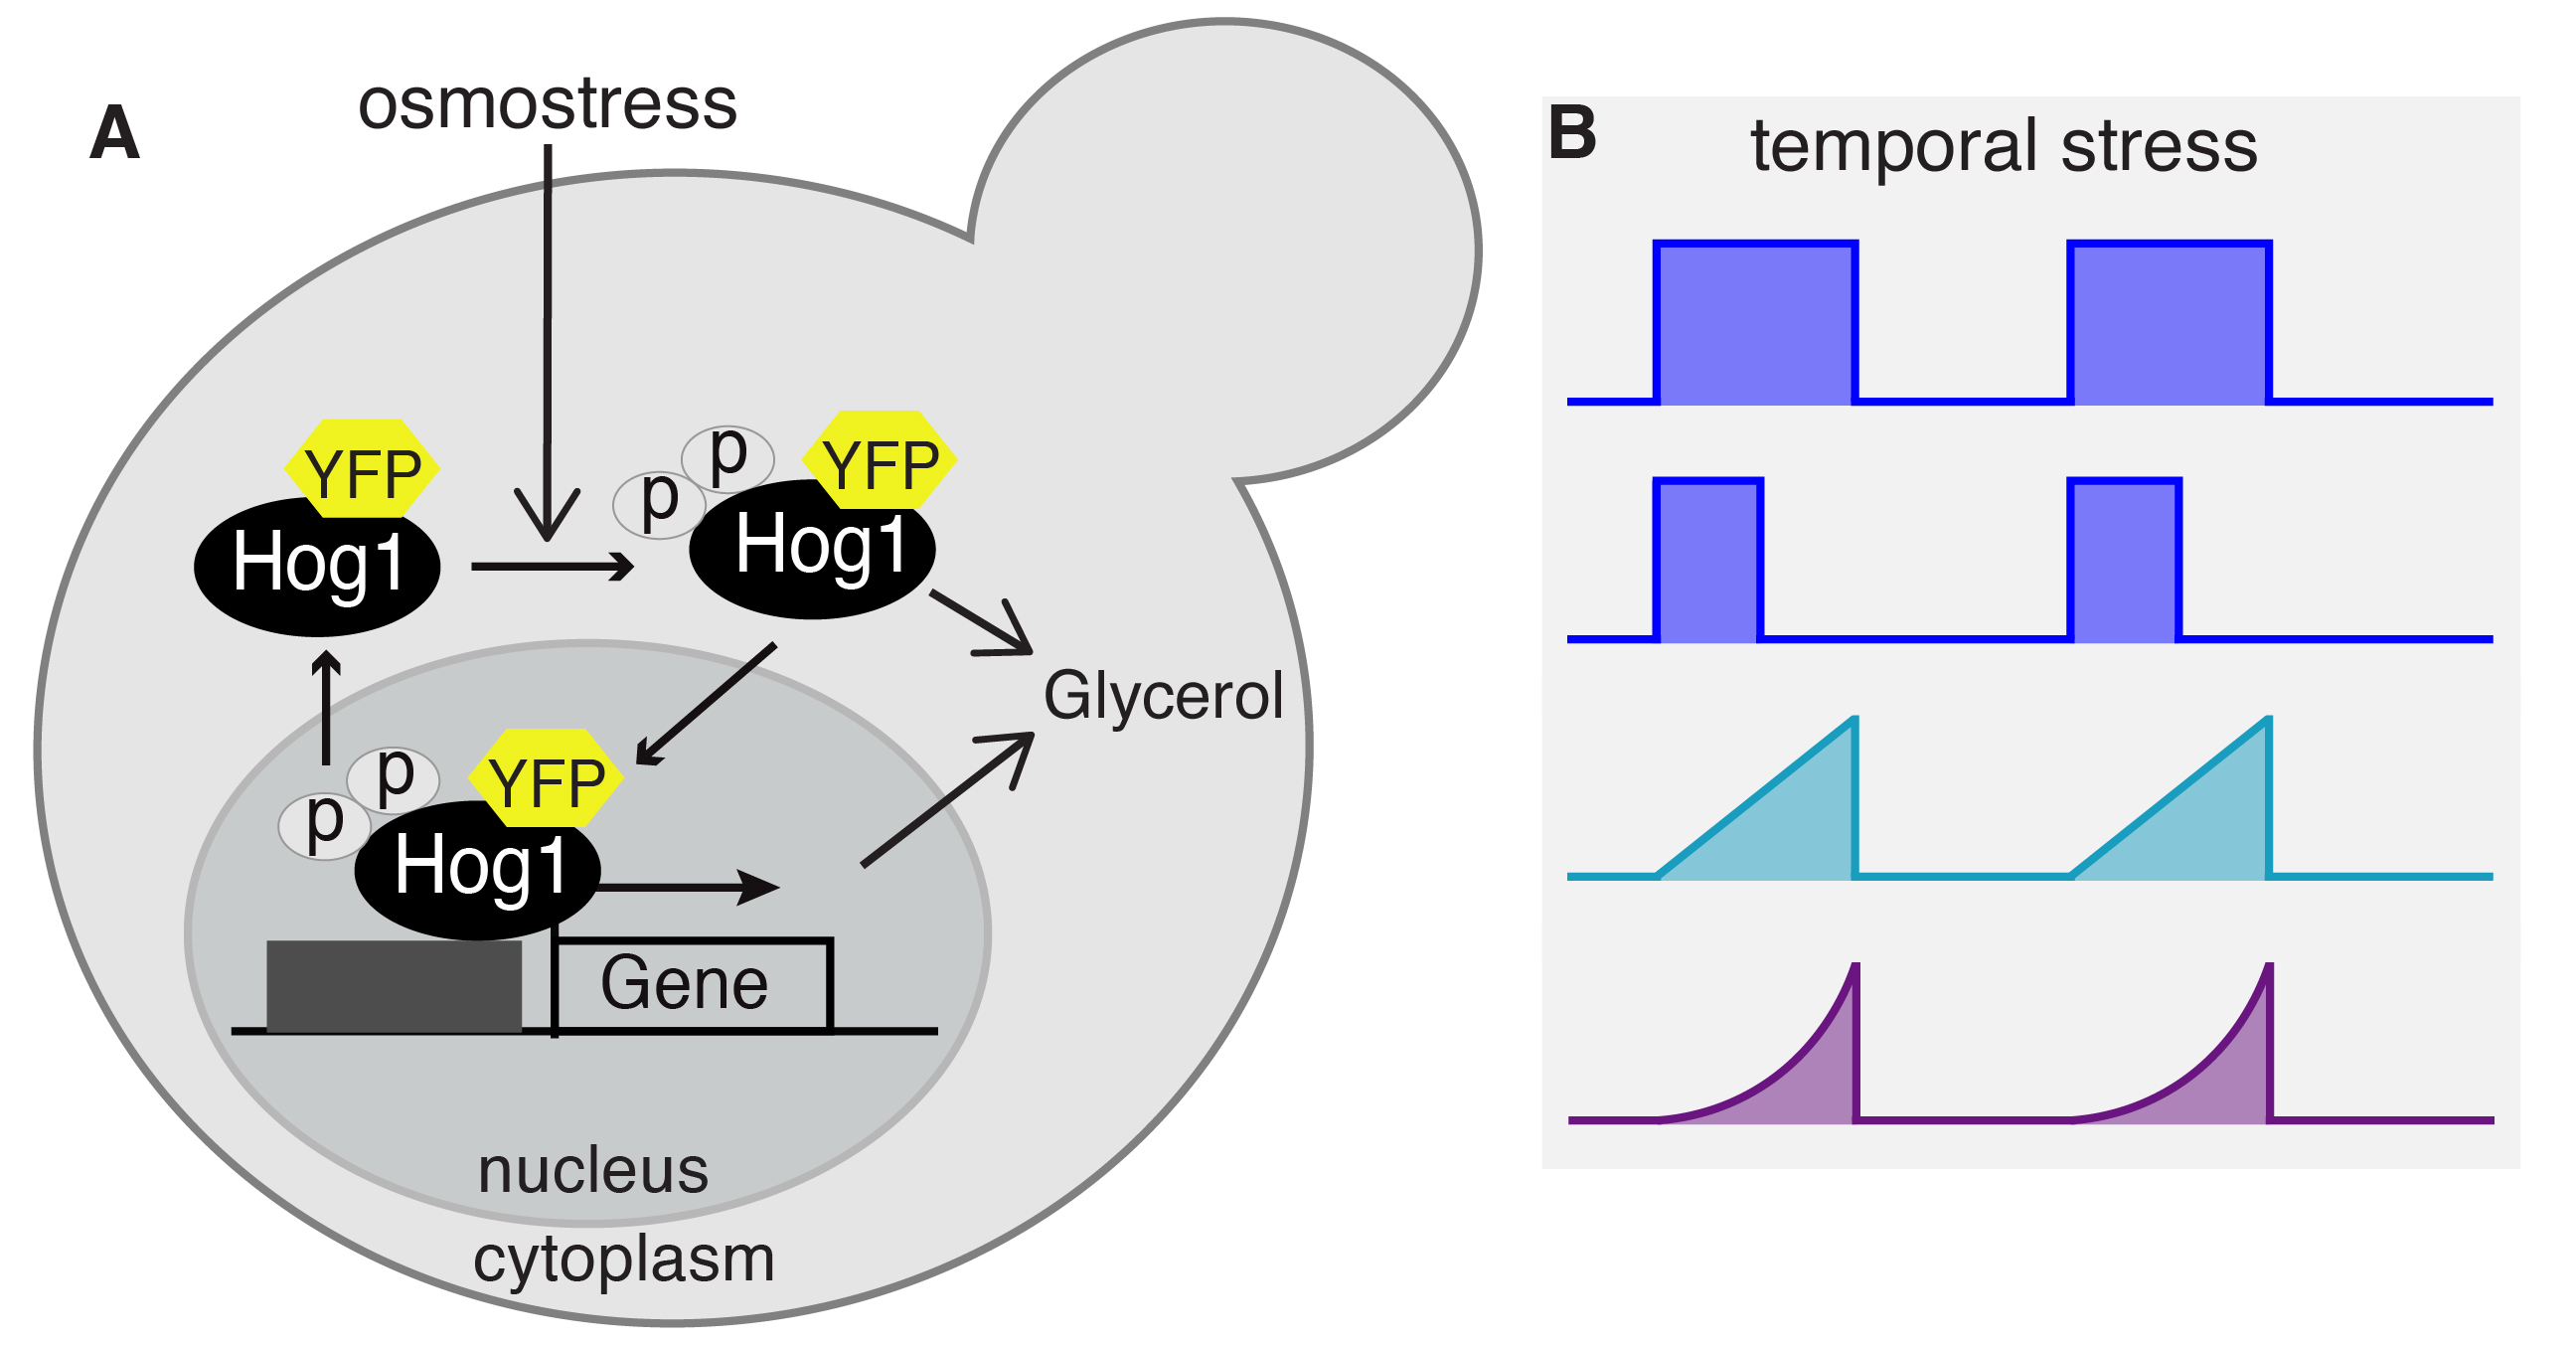 A
osmostress
YFP
Hog1
p
p
YFP
Hog1
Glycerol
p
p
YFP
Hog1
Gene
nucleus
cytoplasm
B
temporal stress